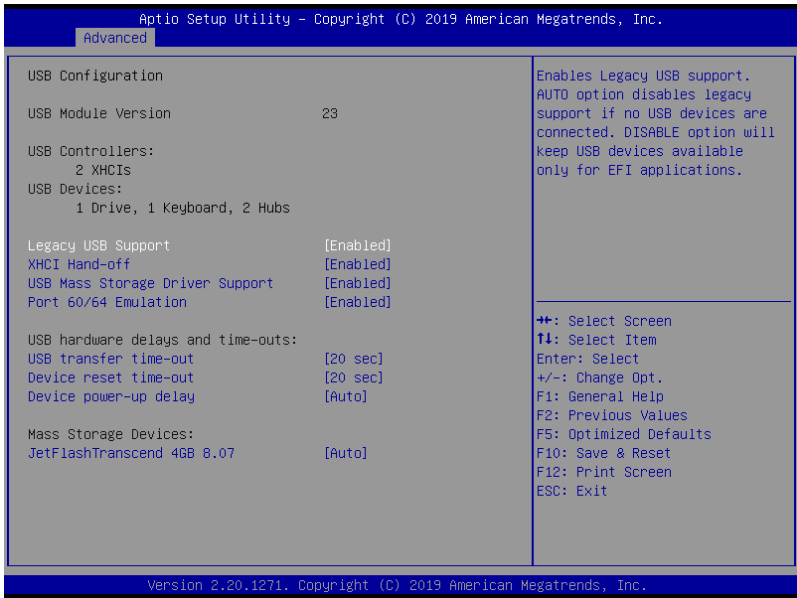 Aptio Setup Utility – Copyright (C) 2019 American Megatrends, Inc.
Advanced
USB Configuration
USB Module Version 23
USB Controllers:
2 XHCIs
USB Devices:
1 Drive, 1 Keyboard, 2 Hubs
Legacy USB Support [Enabled]
XHCI Hand-off [Enabled]
USB Mass Storage Driver Support [Enabled]
Port 60/64 Emulation [Enabled]
USB hardware delays and time-outs:
USB transfer time-out [20 sec]
Device reset time-out [20 sec]
Device power-up delay [Auto]
Mass Storage Devices:
JetFlashTranscend 4GB 8.07 [Auto]
Enables Legacy USB support.
AUTO option disables legacy
support if no USB devices are
connected. DISABLE option will
keep USB devices available
only for EFI applications.
→←: Select Screen
↑↓: Select Item
Enter: Select
+/-: Change Opt.
F1: General Help
F2: Previous Values
F5: Optimized Defaults
F10: Save & Reset
F12: Print Screen
ESC: Exit
Version 2.20.1271. Copyright (C) 2019 American Megatrends, Inc.